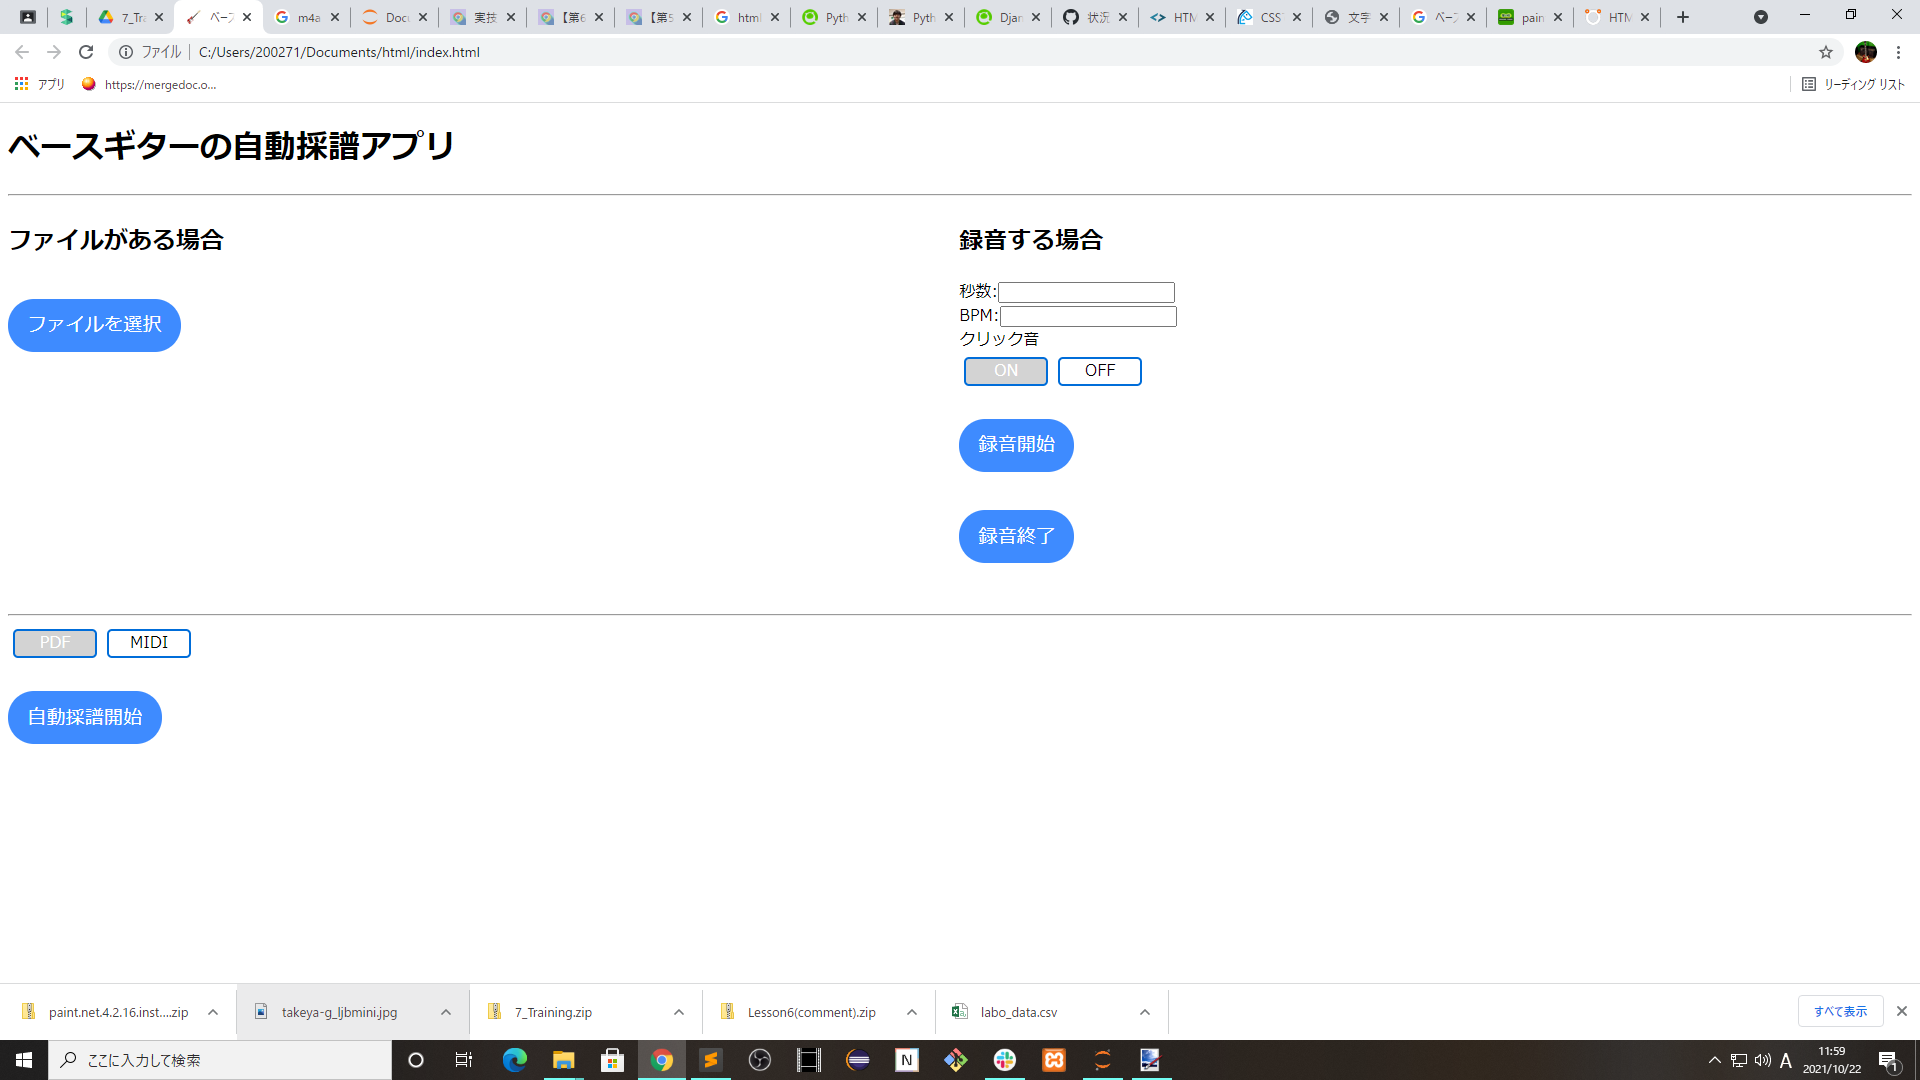 7_Tra
ベース
m4a
Docu
実技
【第6
【第5
html
Pyth
Pyth
Djan
状況
HTM
CSS
文字
ベース
pain
HTM
ファイル C:/Users/200271/Documents/html/index.html
アプリ https://mergedoc.o... リーディング リスト
ベースギターの自動採譜アプリ
ファイルがある場合
ファイルを選択
録音する場合
秒数:
BPM:
クリック音
ON OFF
録音開始
録音終了
PDF MIDI
自動採譜開始
paint.net.4.2.16.inst....zip takeya-g_ljbmini.jpg 7_Training.zip Lesson6(comment).zip labo_data.csv すべて表示
ここに入力して検索
A
11:59
2021/10/22
1